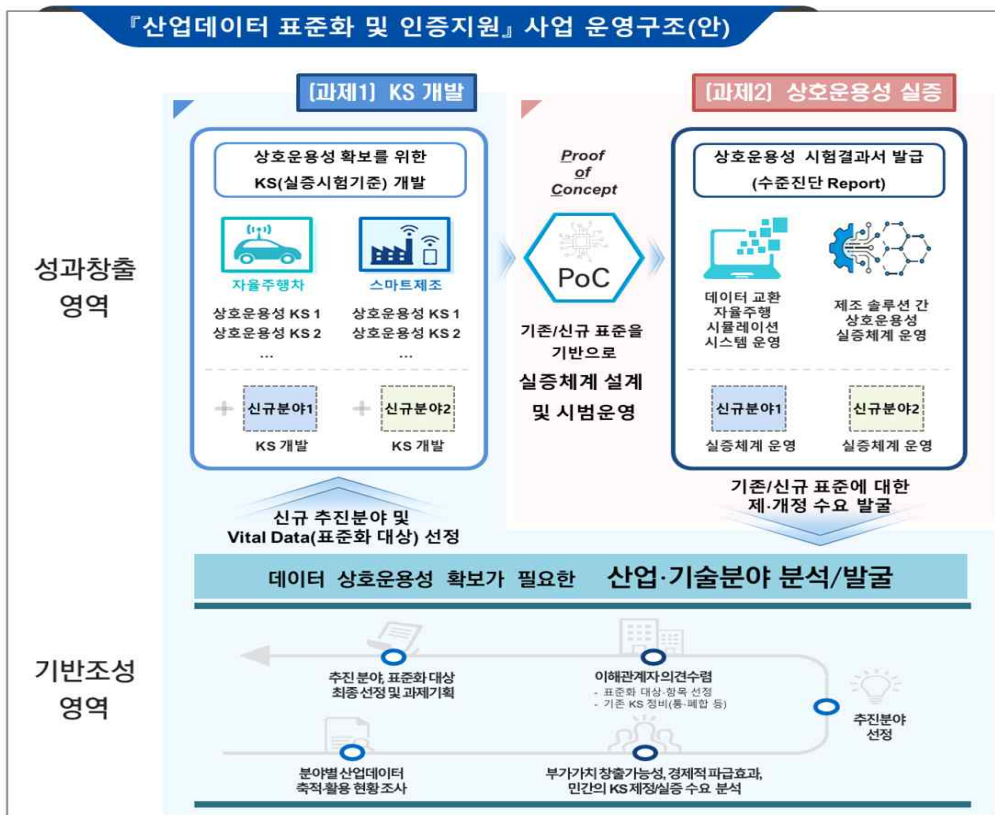 『산업데이터 표준화 및 인증지원』 사업 운영구조(안)
성과창출
영역
[과제1] KS 개발
상호운용성 확보를 위한
KS(실증시험기준) 개발
자율주행차
상호운용성 KS 1
상호운용성 KS 2
...
스마트제조
상호운용성 KS 1
상호운용성 KS 2
...
+ 신규분야1
KS 개발
+ 신규분야2
KS 개발
Proof
of
Concept
PoC
기존/신규 표준을
기반으로
실증체계 설계
및 시범운영
[과제2] 상호운용성 실증
상호운용성 시험결과서 발급
(수준진단 Report)
데이터 교환
자율주행
시뮬레이션
시스템 운영
제조 솔루션 간
상호운용성
실증체계 운영
신규분야1
실증체계 운영
신규분야2
실증체계 운영
신규 추진분야 및
Vital Data(표준화 대상) 선정
기존/신규 표준에 대한
제·개정 수요 발굴
데이터 상호운용성 확보가 필요한 산업·기술분야 분석/발굴
기반조성
영역
추진 분야, 표준화 대상
최종 선정 및 과제기획
이해관계자 의견수렴
- 표준화 대상·항목 선정
- 기존 KS 정비(통·폐합 등)
추진분야
선정
분야별 산업데이터
축적·활용 현황 조사
부가가치 창출가능성, 경제적 파급효과,
민간의 KS 제정/실증 수요 분석